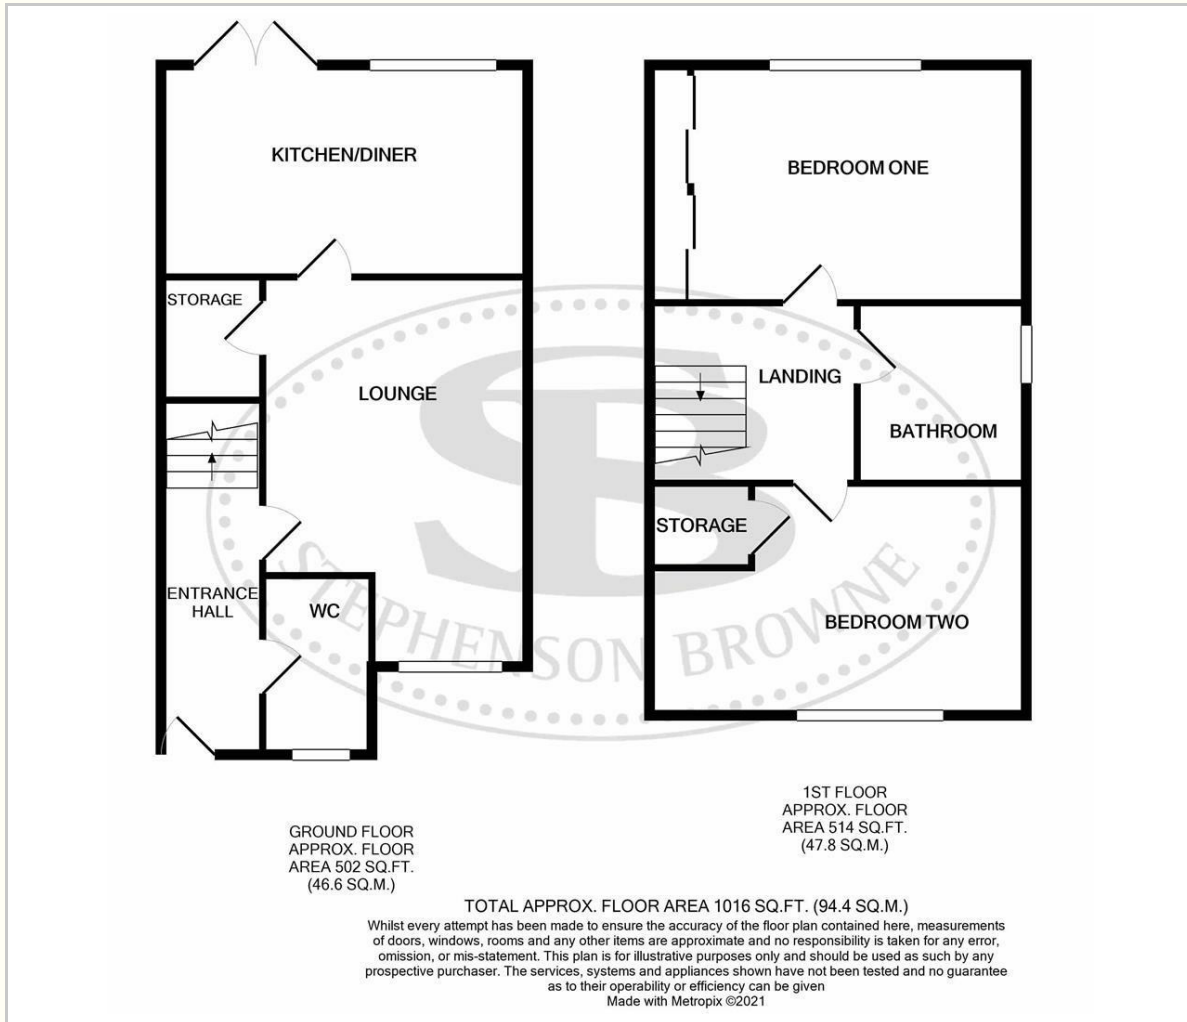 KITCHEN/DINER
STORAGE
LOUNGE
ENTRANCE
HALL
WC
BEDROOM ONE
LANDING
BATHROOM
STORAGE
BEDROOM TWO
SB
STEPHENSON BROWNE
GROUND FLOOR
APPROX. FLOOR
AREA 502 SQ.FT.
(46.6 SQ.M.)
1ST FLOOR
APPROX. FLOOR
AREA 514 SQ.FT.
(47.8 SQ.M.)
TOTAL APPROX. FLOOR AREA 1016 SQ.FT. (94.4 SQ.M.)
Whilst every attempt has been made to ensure the accuracy of the floor plan contained here, measurements
of doors, windows, rooms and any other items are approximate and no responsibility is taken for any error,
omission, or mis-statement. This plan is for illustrative purposes only and should be used as such by any
prospective purchaser. The services, systems and appliances shown have not been tested and no guarantee
as to their operability or efficiency can be given
Made with Metropix ©2021